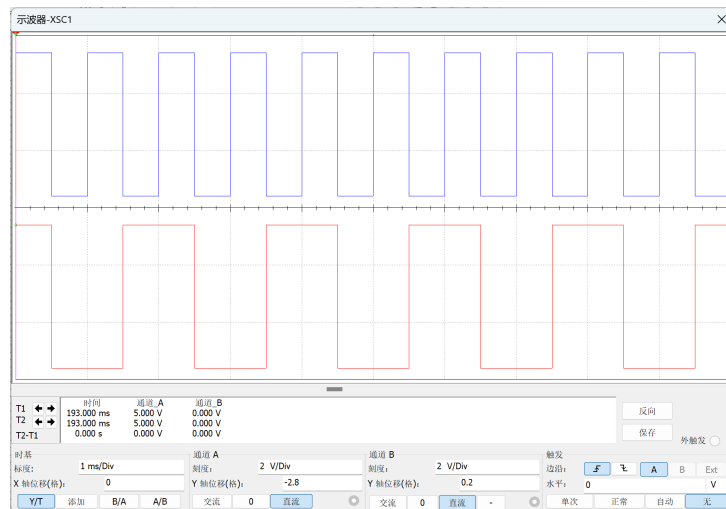 示波器-XSC1
时间 通道_A 通道_B
T1 193.000 ms 5.000 V 0.000 V
T2 193.000 ms 5.000 V 0.000 V
T2-T1 0.000 s 0.000 V 0.000 V
反向
保存
外触发
时基
标度: 1 ms/Div
X 轴位移(格): 0
Y/T 添加 B/A A/B
通道 A
刻度: 2 V/Div
Y 轴位移(格): -2.8
交流 0 直流
通道 B
刻度: 2 V/Div
Y 轴位移(格): 0.2
交流 0 直流 -
触发
边沿: A B Ext
水平: 0 V
单次 正常 自动 无